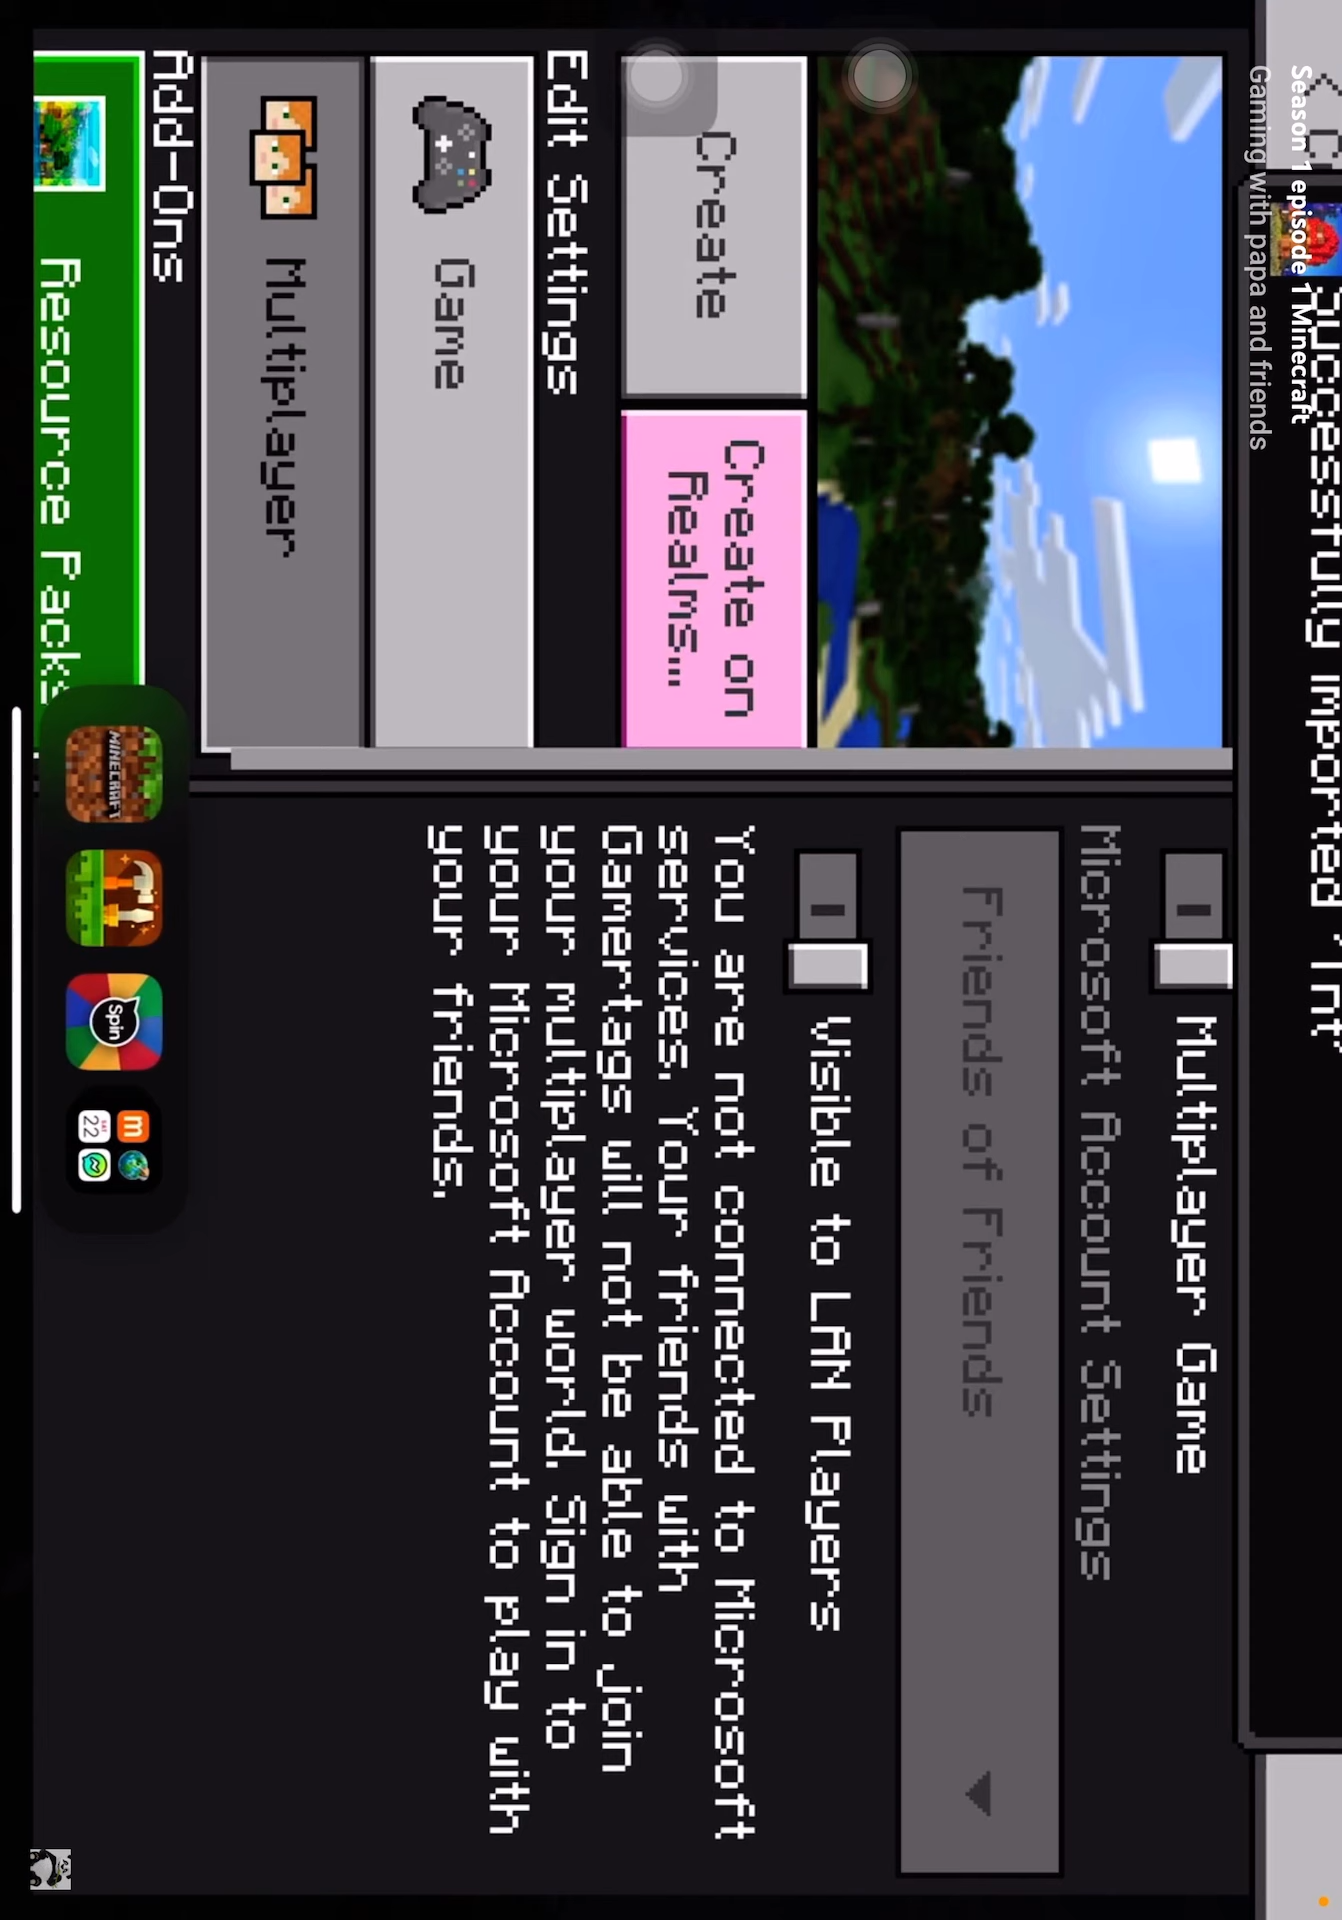 Season 1 episode 1 Minecraft
Gaming with papa and friends
Successfully imported
Create
Create on
Realms...
Edit Settings
Game
Multiplayer
Add-Ons
Resource Packs
Multiplayer Game
Microsoft Account Settings
Friends of Friends
Visible to LAN Players
You are not connected to Microsoft
services. Your friends with
Gamertags will not be able to join
your multiplayer world. Sign in to
your Microsoft Account to play with
your friends.
MINECRAFT
Spin
m
SAT
22